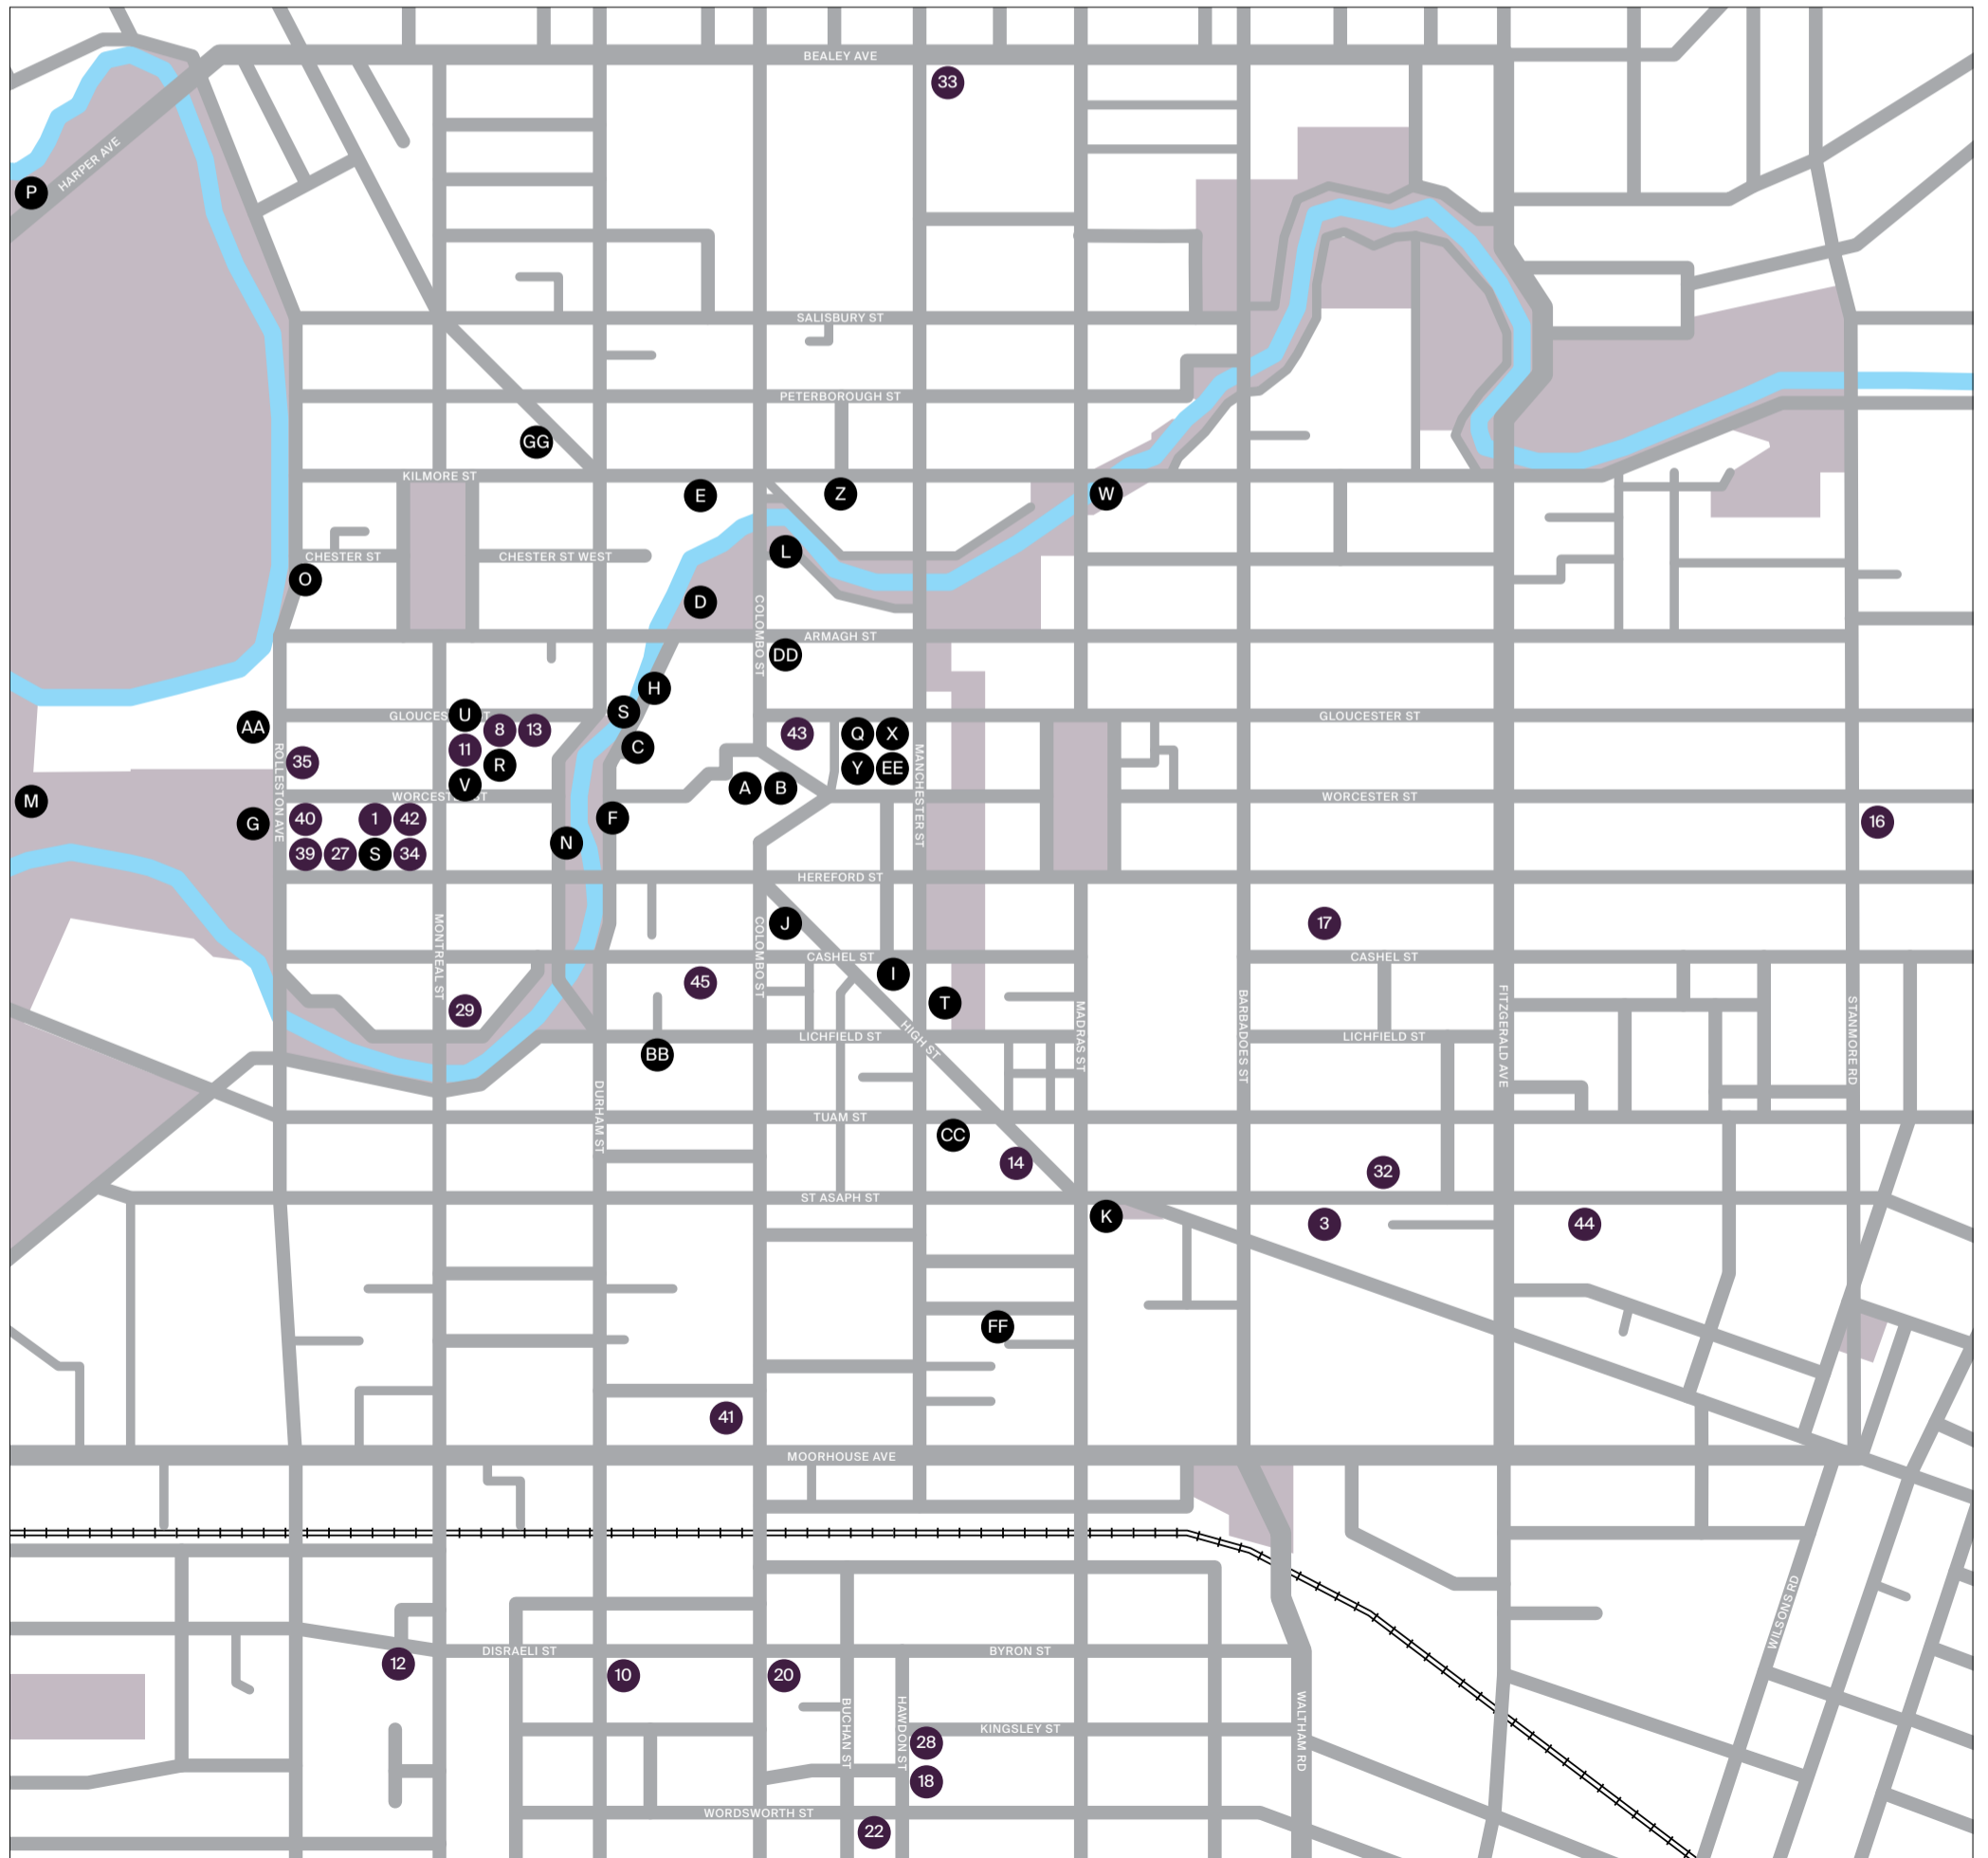 BEALEY AVE
33
HARPER AVE
P
SALISBURY ST
PETERBOROUGH ST
GG
KILMORE ST
E
Z
W
CHESTER ST
CHESTER ST WEST
L
O
D
COLOMBO ST
ARMAGH ST
DD
H
U
S
GLOUCES
T
GLOUCESTER ST
AA
8
13
43
Q
X
11
C
35
R
Y
EE
V
A
B
ROLLESTON AVE
MANCHESTER ST
WORCEST
ST
WORCESTER ST
M
G
40
1
42
F
16
N
39
27
S
34
HEREFORD ST
J
17
MONTREAL ST
COLOMBO ST
CASHEL ST
CASHEL ST
45
I
29
T
HIGH ST
MADRAS ST
BARBADOES ST
FITZGERALD AVE
STANMORE RD
LICHFIELD ST
LICHFIELD ST
BB
DURHAM ST
TUAM ST
CC
14
32
ST ASAPH ST
K
3
44
FF
41
MOORHOUSE AVE
WILSONS RD
DISRAELI ST
BYRON ST
12
10
20
BUCHAN ST
HAWDON ST
WALTHAM RD
KINGSLEY ST
28
18
WORDSWORTH ST
22